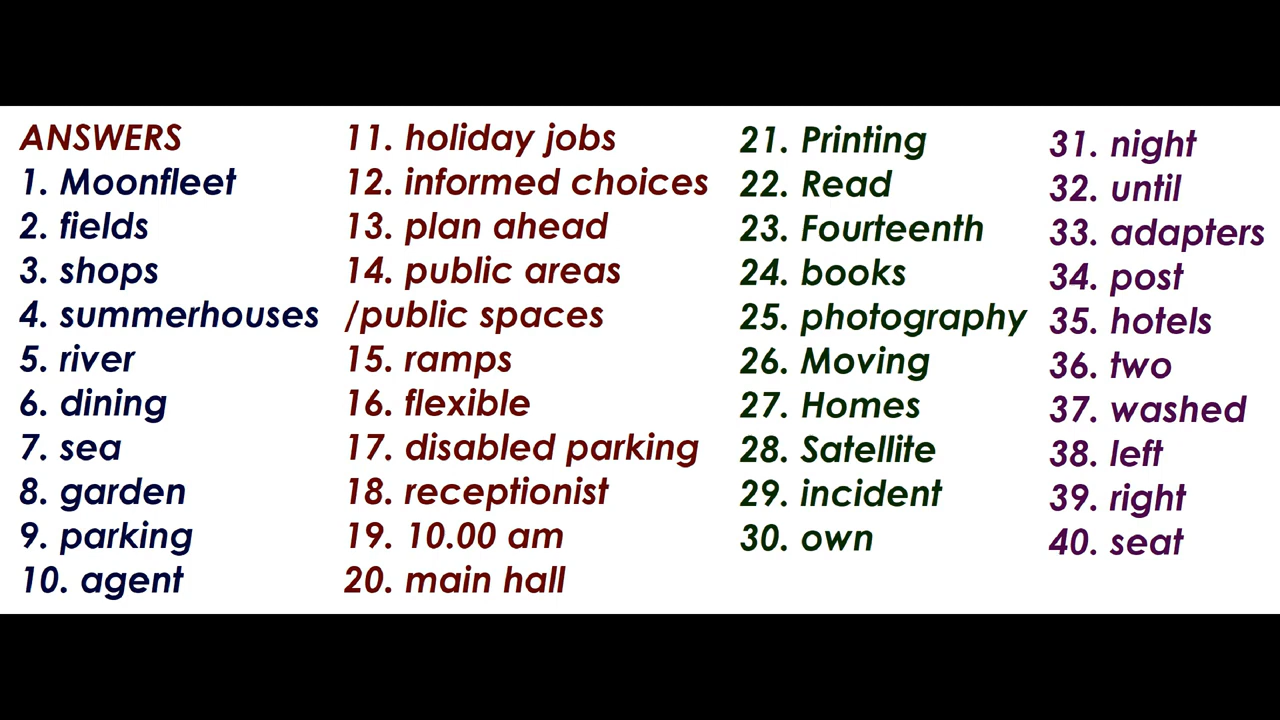 ANSWERS
1. Moonfleet
2. fields
3. shops
4. summerhouses
5. river
6. dining
7. sea
8. garden
9. parking
10. agent
11. holiday jobs
12. informed choices
13. plan ahead
14. public areas
/public spaces
15. ramps
16. flexible
17. disabled parking
18. receptionist
19. 10.00 am
20. main hall
21. Printing
22. Read
23. Fourteenth
24. books
25. photography
26. Moving
27. Homes
28. Satellite
29. incident
30. own
31. night
32. until
33. adapters
34. post
35. hotels
36. two
37. washed
38. left
39. right
40. seat